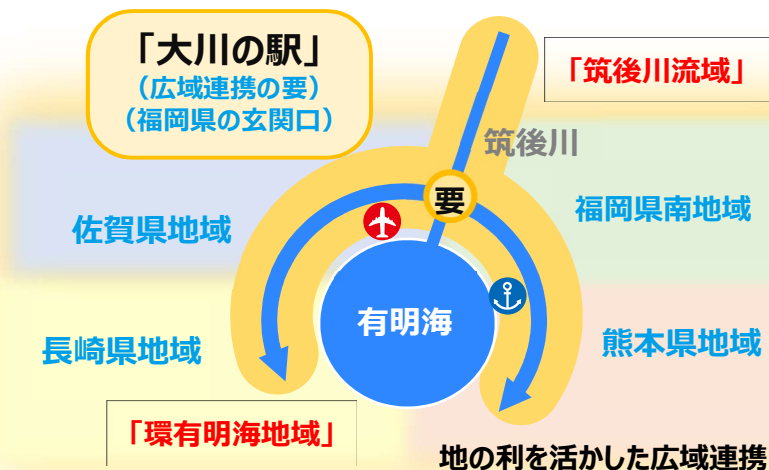 「大川の駅」
（広域連携の要）
（福岡県の玄関口）
「筑後川流域」
筑後川
要
佐賀県地域
福岡県南地域
有明海
長崎県地域
熊本県地域
「環有明海地域」
地の利を活かした広域連携